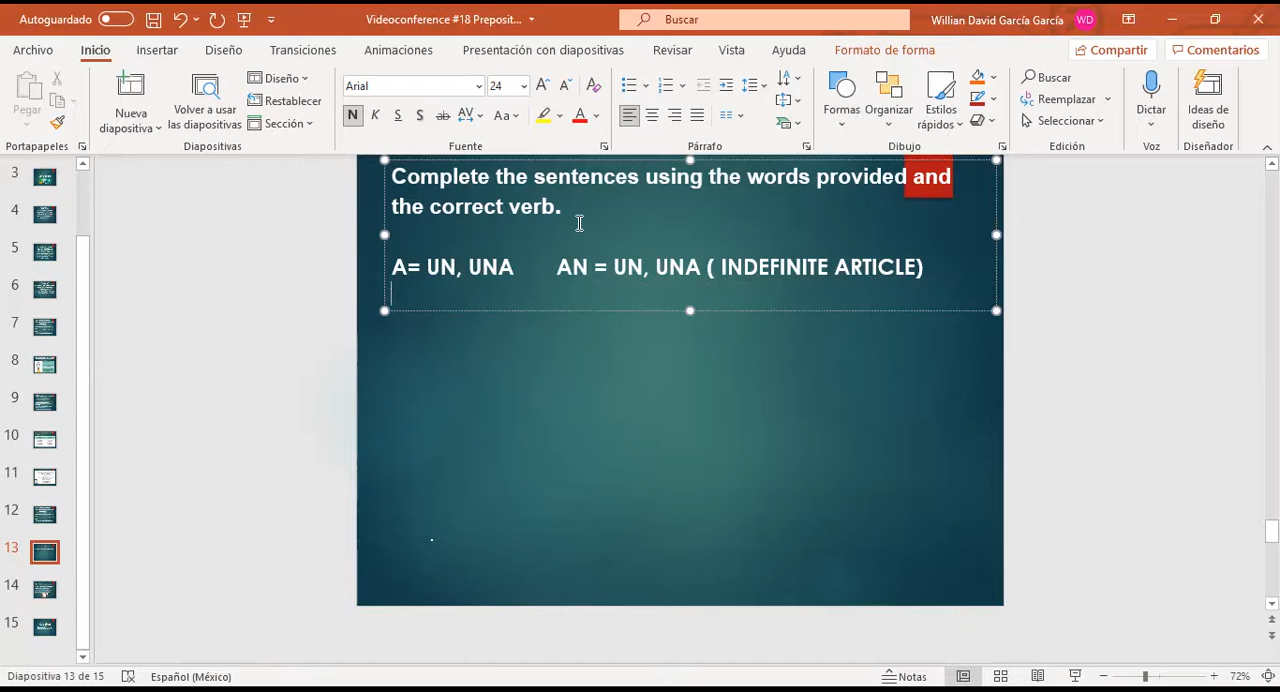 Autoguardado
Videoconference #18 Preposit...
Buscar
Willian David García García
WD
Archivo
Inicio
Insertar
Diseño
Transiciones
Animaciones
Presentación con diapositivas
Revisar
Vista
Ayuda
Formato de forma
Compartir
Comentarios
Pegar
Portapapeles
Nueva
diapositiva
Volver a usar
las diapositivas
Diseño
Restablecer
Sección
Diapositivas
Arial
24
N K S S ab AV Aa A
Fuente
Párrafo
Formas
Organizar
Estilos
rápidos
Dibujo
Buscar
Reemplazar
Seleccionar
Edición
Dictar
Voz
Ideas de
diseño
Diseñador
3
4
5
6
7
8
9
10
11
12
13
14
15
Complete the sentences using the words provided and
the correct verb.
A= UN, UNA AN = UN, UNA ( INDEFINITE ARTICLE)
.
Diapositiva 13 de 15
Español (México)
Notas
72%